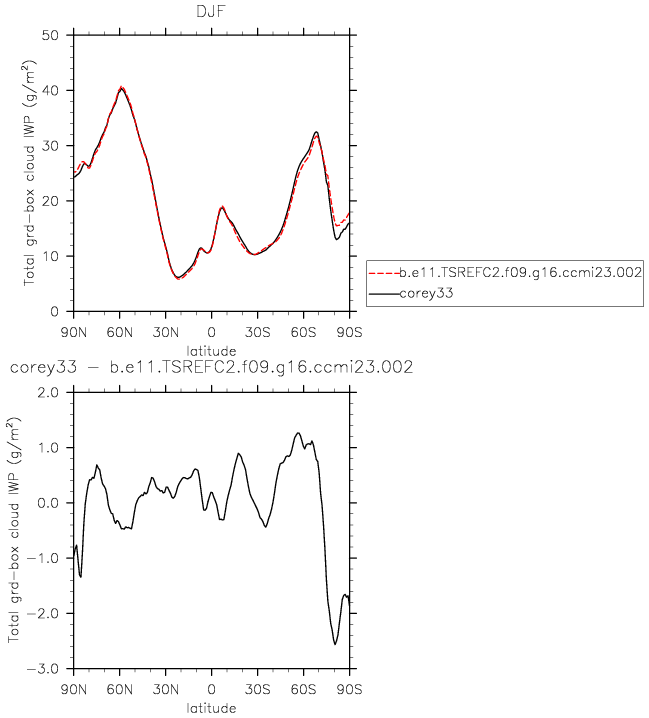 DJF
Total grd-box cloud IWP (g/m²)
50
40
30
20
10
0
90N 60N 30N 0 30S 60S 90S
latitude
b.e11.TSREFC2.f09.g16.ccmi23.002
corey33
corey33 - b.e11.TSREFC2.f09.g16.ccmi23.002
Total grd-box cloud IWP (g/m²)
2.0
1.0
0.0
-1.0
-2.0
-3.0
90N 60N 30N 0 30S 60S 90S
latitude